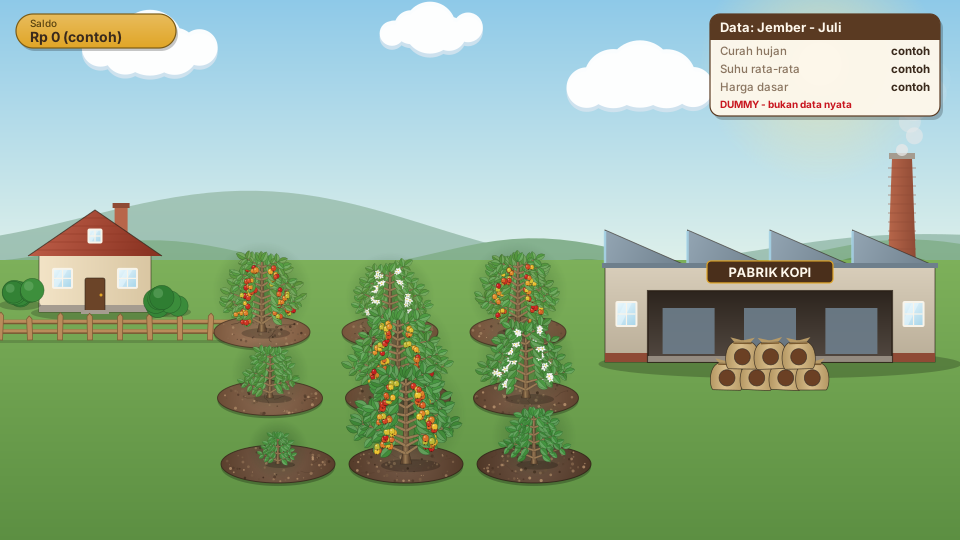 Saldo
Rp 0 (contoh)
Data: Jember - Juli
Curah hujan contoh
Suhu rata-rata contoh
Harga dasar contoh
DUMMY - bukan data nyata
PABRIK KOPI